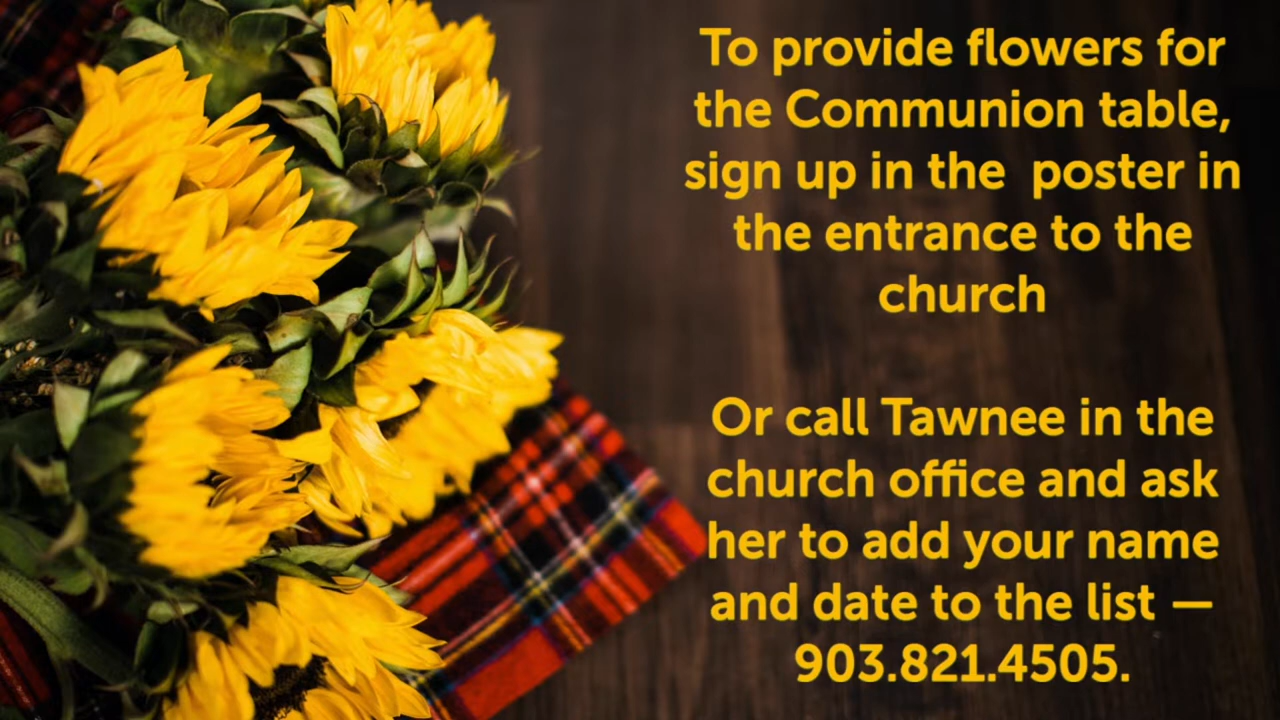 To provide flowers for
the Communion table,
sign up in the  poster in
the entrance to the
church
Or call Tawnee in the
church office and ask
her to add your name
and date to the list —
903.821.4505.